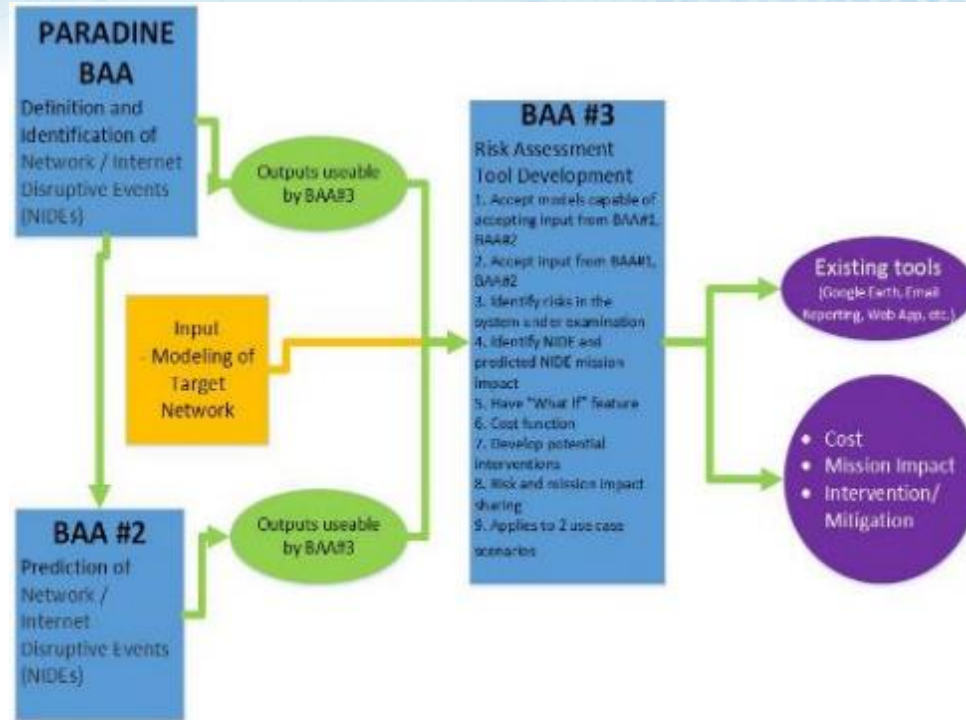 PARADINE
BAA
Definition and
Identification of
Network / Internet
Disruptive Events
(NIDEs)
Outputs useable
by BAA#3
Input
- Modeling of
Target
Network
BAA #2
Prediction of
Network /
Internet
Disruptive Events
(NIDEs)
Outputs useable
by BAA#3
BAA #3
Risk Assessment
Tool Development
1. Accept models capable of
accepting input from BAA#1,
BAA#2
2. Accept input from BAA#1,
BAA#2
3. Identify risks in the
system under examination
4. Identify NIDE and
predicted NIDE mission
impact
5. Have "What If" feature
6. Cost function
7. Develop potential
interventions
8. Risk and mission impact
sharing
9. Applies to 2 use case
scenarios
Existing tools
(Google Earth, Email
Reporting, Web App, etc.)
• Cost
• Mission Impact
• Intervention/
Mitigation